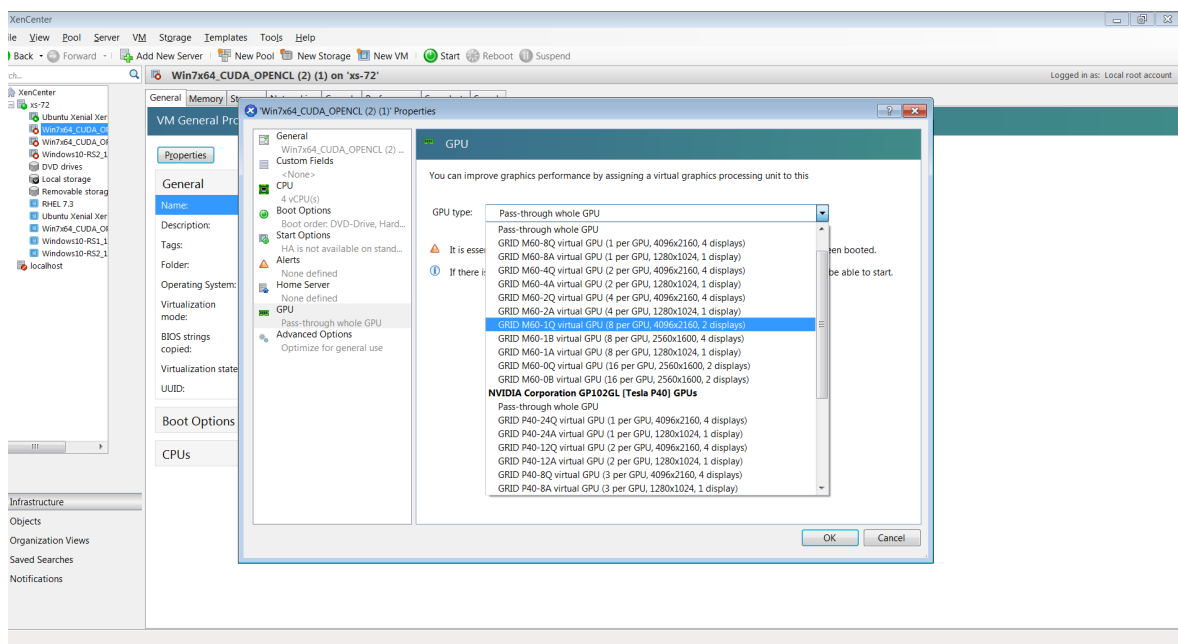 XenCenter
ile View Pool Server VM Storage Templates Tools Help
Back Forward Add New Server New Pool New Storage New VM Start Reboot Suspend
rch...
Win7x64_CUDA_OPENCL (2) (1) on 'xs-72'
Logged in as: Local root account
XenCenter
xs-72
Ubuntu Xenial Xer
Win7x64_CUDA_OP
Win7x64_CUDA_OP
Windows10-RS2_1
DVD drives
Local storage
Removable storag
RHEL 7.3
Ubuntu Xenial Xer
Win7x64_CUDA_OP
Windows10-RS1_1
Windows10-RS2_1
localhost
Infrastructure
Objects
Organization Views
Saved Searches
Notifications
General Memory St
VM General Pro
Properties
General
Name:
Description:
Tags:
Folder:
Operating System:
Virtualization
mode:
BIOS strings
copied:
Virtualization state
UUID:
Boot Options
CPUs
'Win7x64_CUDA_OPENCL (2) (1)' Properties
General
Win7x64_CUDA_OPENCL (2) ...
Custom Fields
<None>
CPU
4 vCPU(s)
Boot Options
Boot order: DVD-Drive, Hard...
Start Options
HA is not available on stand...
Alerts
None defined
Home Server
None defined
GPU
Pass-through whole GPU
Advanced Options
Optimize for general use
GPU
You can improve graphics performance by assigning a virtual graphics processing unit to this
GPU type: Pass-through whole GPU
It is esser
een booted.
If there is
be able to start.
Pass-through whole GPU
GRID M60-8Q virtual GPU (1 per GPU, 4096x2160, 4 displays)
GRID M60-8A virtual GPU (1 per GPU, 1280x1024, 1 display)
GRID M60-4Q virtual GPU (2 per GPU, 4096x2160, 4 displays)
GRID M60-4A virtual GPU (2 per GPU, 1280x1024, 1 display)
GRID M60-2Q virtual GPU (4 per GPU, 4096x2160, 4 displays)
GRID M60-2A virtual GPU (4 per GPU, 1280x1024, 1 display)
GRID M60-1Q virtual GPU (8 per GPU, 4096x2160, 2 displays)
GRID M60-1B virtual GPU (8 per GPU, 2560x1600, 4 displays)
GRID M60-1A virtual GPU (8 per GPU, 1280x1024, 1 display)
GRID M60-0Q virtual GPU (16 per GPU, 2560x1600, 2 displays)
GRID M60-0B virtual GPU (16 per GPU, 2560x1600, 2 displays)
NVIDIA Corporation GP102GL [Tesla P40] GPUs
Pass-through whole GPU
GRID P40-24Q virtual GPU (1 per GPU, 4096x2160, 4 displays)
GRID P40-24A virtual GPU (1 per GPU, 1280x1024, 1 display)
GRID P40-12Q virtual GPU (2 per GPU, 4096x2160, 4 displays)
GRID P40-12A virtual GPU (2 per GPU, 1280x1024, 1 display)
GRID P40-8Q virtual GPU (3 per GPU, 4096x2160, 4 displays)
GRID P40-8A virtual GPU (3 per GPU, 1280x1024, 1 display)
OK Cancel